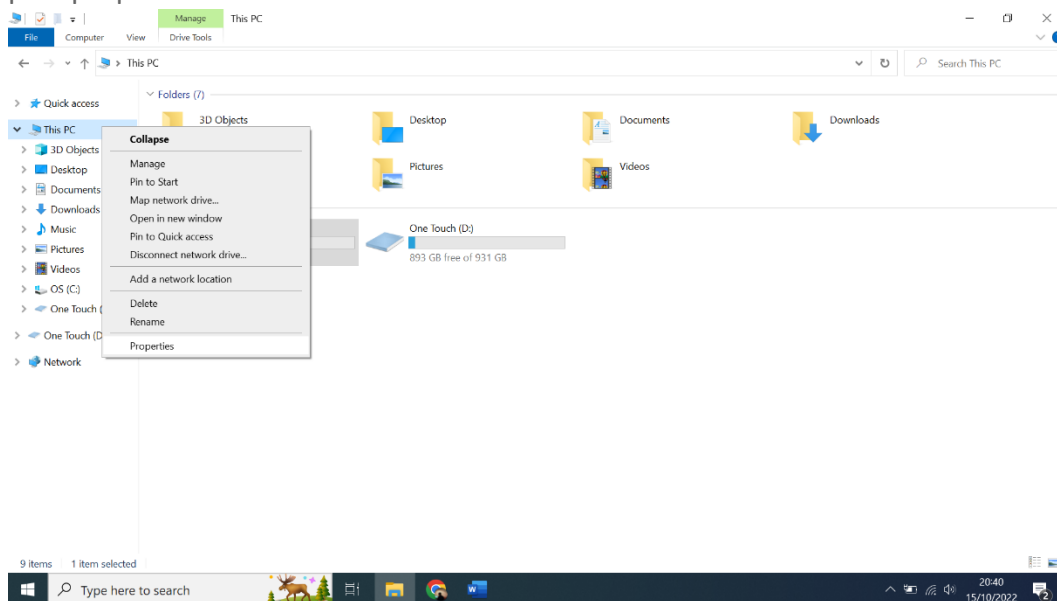 Manage This PC
File Computer View Drive Tools
This PC
Search This PC
Folders (7)
Quick access
This PC
3D Objects
Desktop
Documents
Downloads
Music
Pictures
Videos
OS (C:)
One Touch (
One Touch (D
Network
3D Objects Desktop Documents Downloads
Pictures Videos
One Touch (D:)
893 GB free of 931 GB
Collapse
Manage
Pin to Start
Map network drive...
Open in new window
Pin to Quick access
Disconnect network drive...
Add a network location
Delete
Rename
Properties
9 items 1 item selected
Type here to search
W
20:40
15/10/2022
2